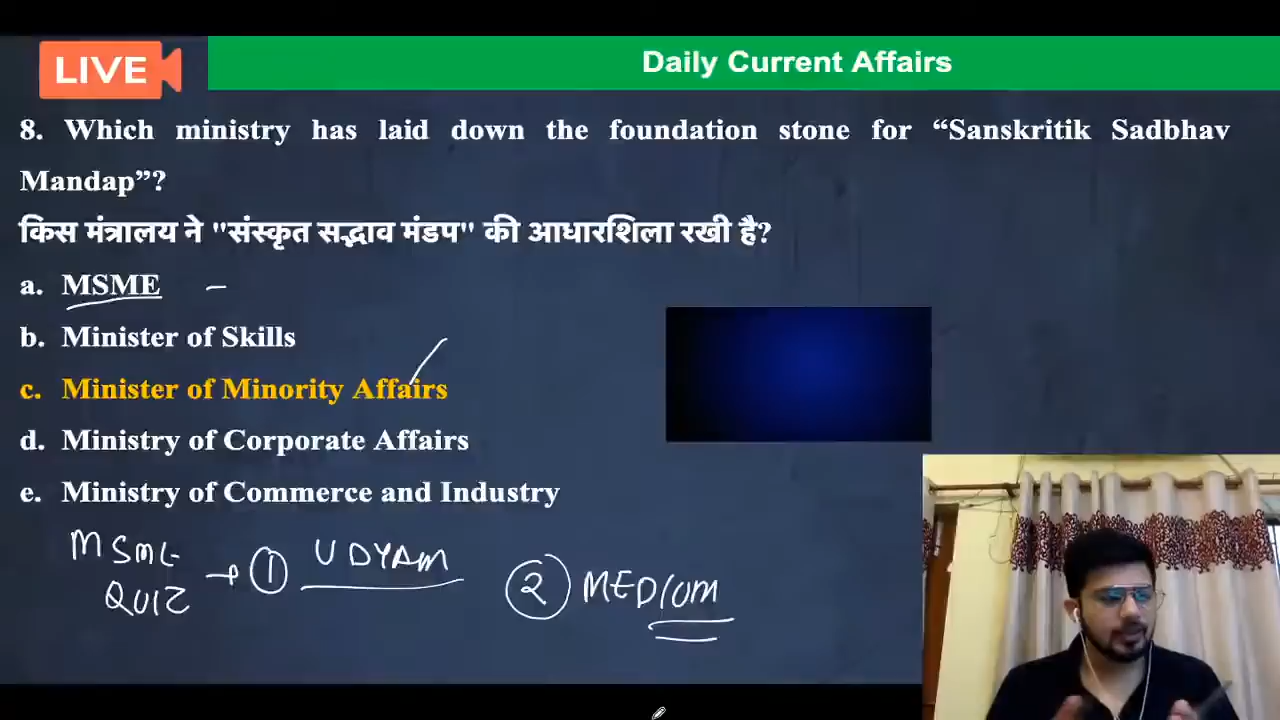 LIVE
Daily Current Affairs
8. Which ministry has laid down the foundation stone for “Sanskritik Sadbhav
Mandap”?
किस मंत्रालय ने "संस्कृत सद्भाव मंडप" की आधारशिला रखी है?
a. MSME
b. Minister of Skills
c. Minister of Minority Affairs
d. Ministry of Corporate Affairs
e. Ministry of Commerce and Industry
MSME
QUIZ → ① UDYAM ② MEDIUM